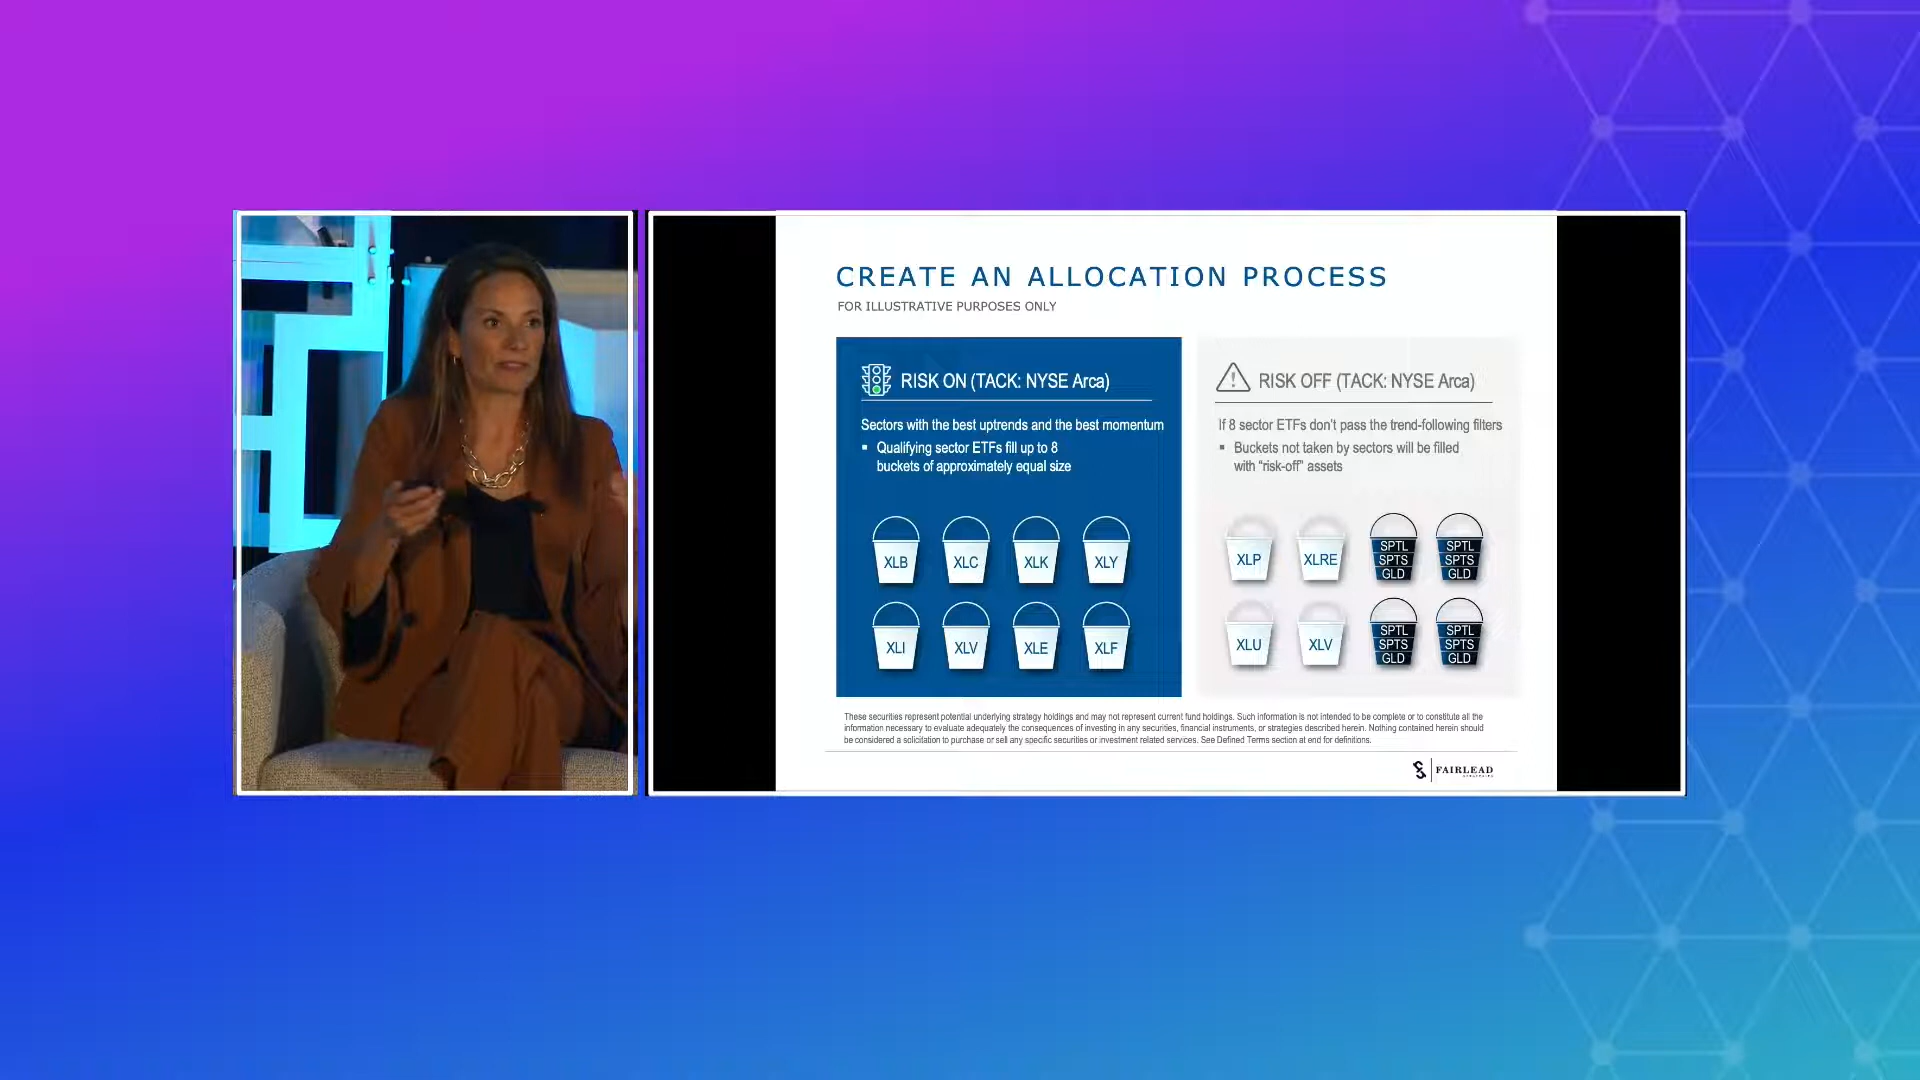 CREATE AN ALLOCATION PROCESS
FOR ILLUSTRATIVE PURPOSES ONLY
RISK ON (TACK: NYSE Arca)
Sectors with the best uptrends and the best momentum
▪ Qualifying sector ETFs fill up to 8
buckets of approximately equal size
XLB XLC XLK XLY
XLI XLV XLE XLF
RISK OFF (TACK: NYSE Arca)
If 8 sector ETFs don't pass the trend-following filters
▪ Buckets not taken by sectors will be filled
with "risk-off" assets
XLP XLRE
SPTL SPTL
SPTS SPTS
GLD GLD
XLU XLV
SPTL SPTL
SPTS SPTS
GLD GLD
These securities represent potential underlying strategy holdings and may not represent current fund holdings. Such information is not intended to be complete or to constitute all the
information necessary to evaluate adequately the consequences of investing in any securities, financial instruments, or strategies described herein. Nothing contained herein should
be considered a solicitation to purchase or sell any specific securities or investment related services. See Defined Terms section at end for definitions.
FAIRLEAD